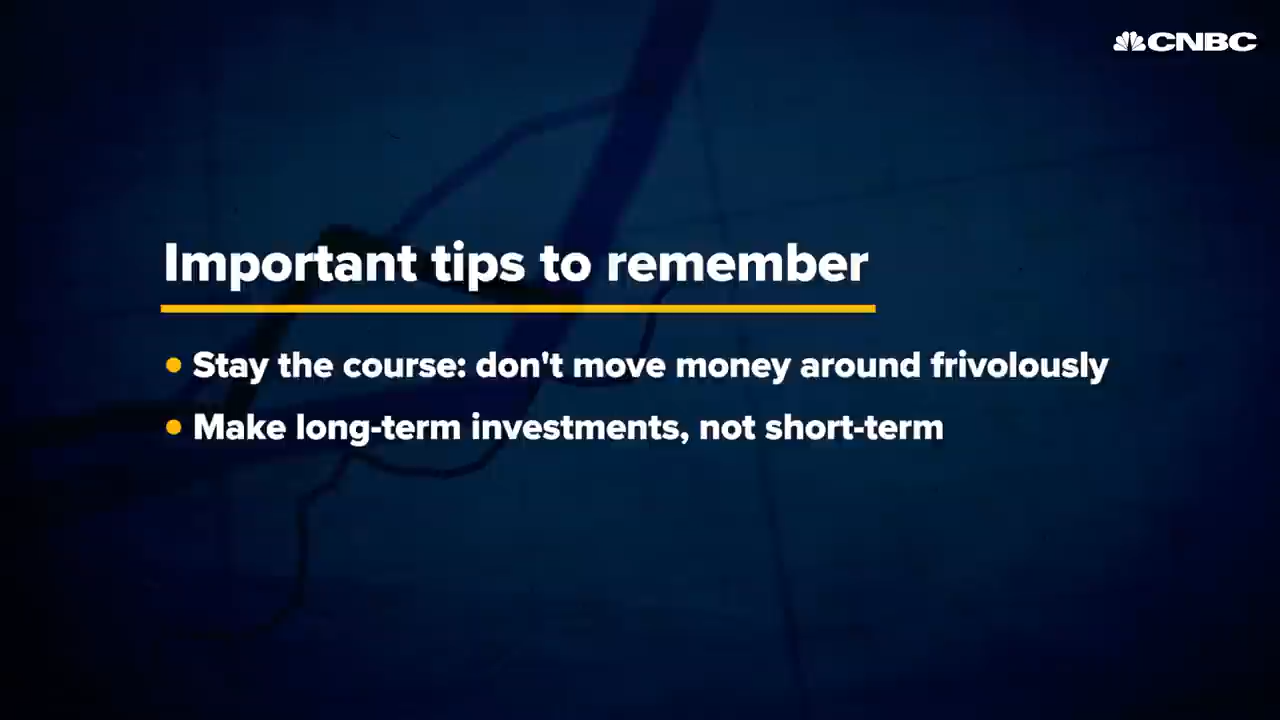 CNBC
Important tips to remember
• Stay the course: don't move money around frivolously
• Make long-term investments, not short-term